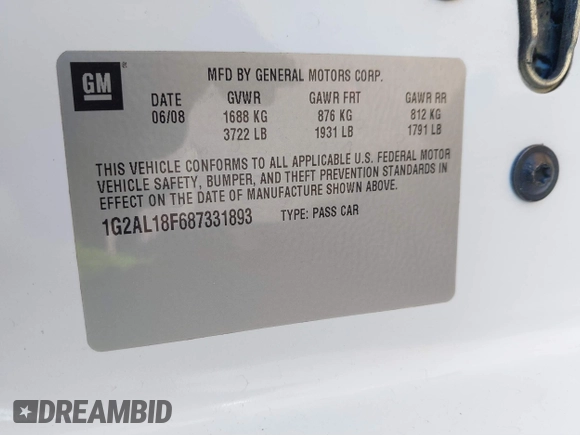 GM
MFD BY GENERAL MOTORS CORP.
DATE GVWR GAWR FRT GAWR RR
06/08 1688 KG 876 KG 812 KG
3722 LB 1931 LB 1791 LB
THIS VEHICLE CONFORMS TO ALL APPLICABLE U.S. FEDERAL MOTOR
VEHICLE SAFETY, BUMPER, AND THEFT PREVENTION STANDARDS IN
EFFECT ON THE DATE OF MANUFACTURE SHOWN ABOVE.
1G2AL18F687331893 TYPE: PASS CAR
DREAMBID